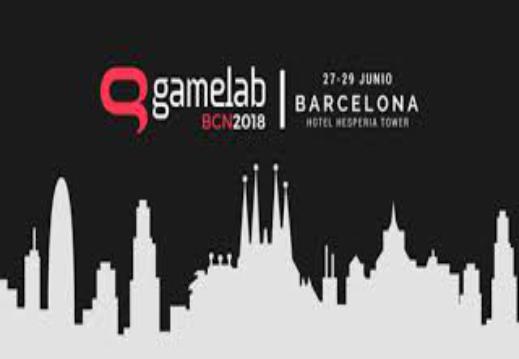 gamelab
BCN2018
27-29 JUNIO
BARCELONA
HOTEL HESPERIA TOWER